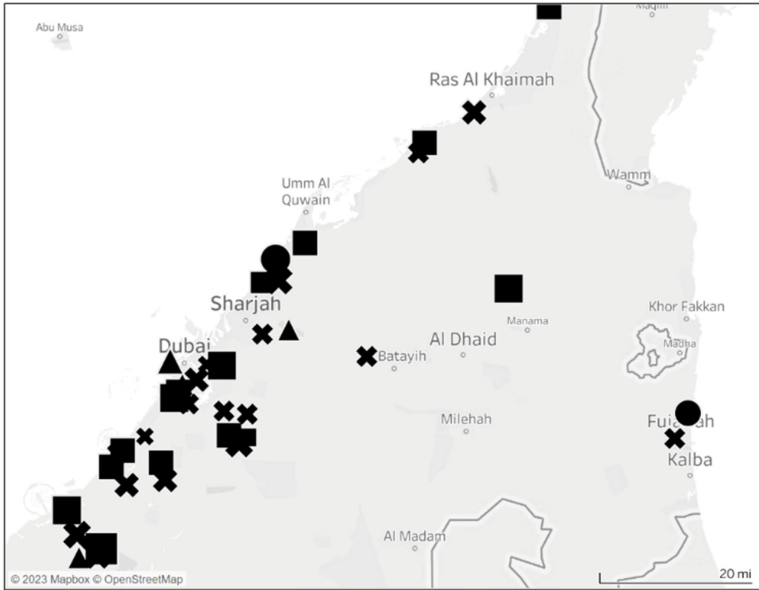 Abu Musa
Ras Al Khaimah
Wamm
Umm Al
Quwain
Sharjah
Khor Fakkan
Manama
Dubai
Al Dhaid
Madha
Batayih
Milehah
Kalba
Al Madam
20 mi
© 2023 Mapbox © OpenStreetMap